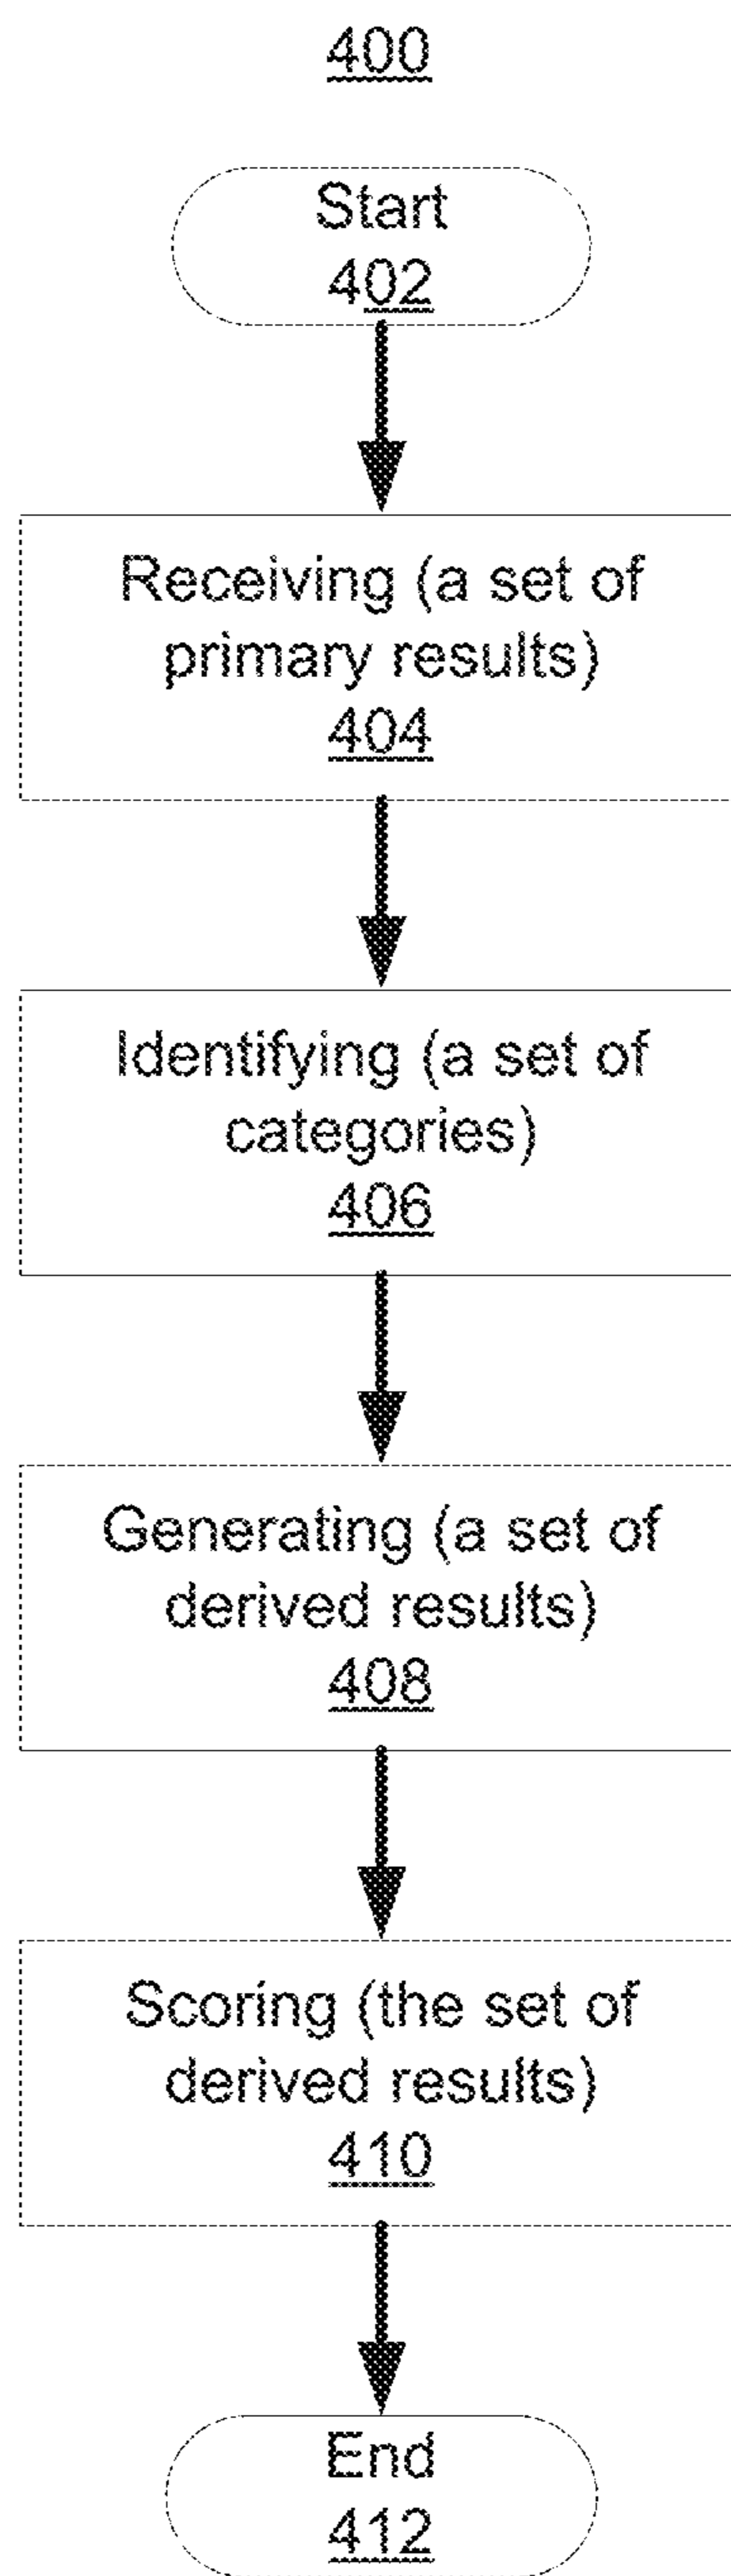 400
Start
402
Receiving (a set of
primary results)
404
Identifying (a set of
categories)
406
Generating (a set of
derived results)
408
Scoring (the set of
derived results)
410
End
412